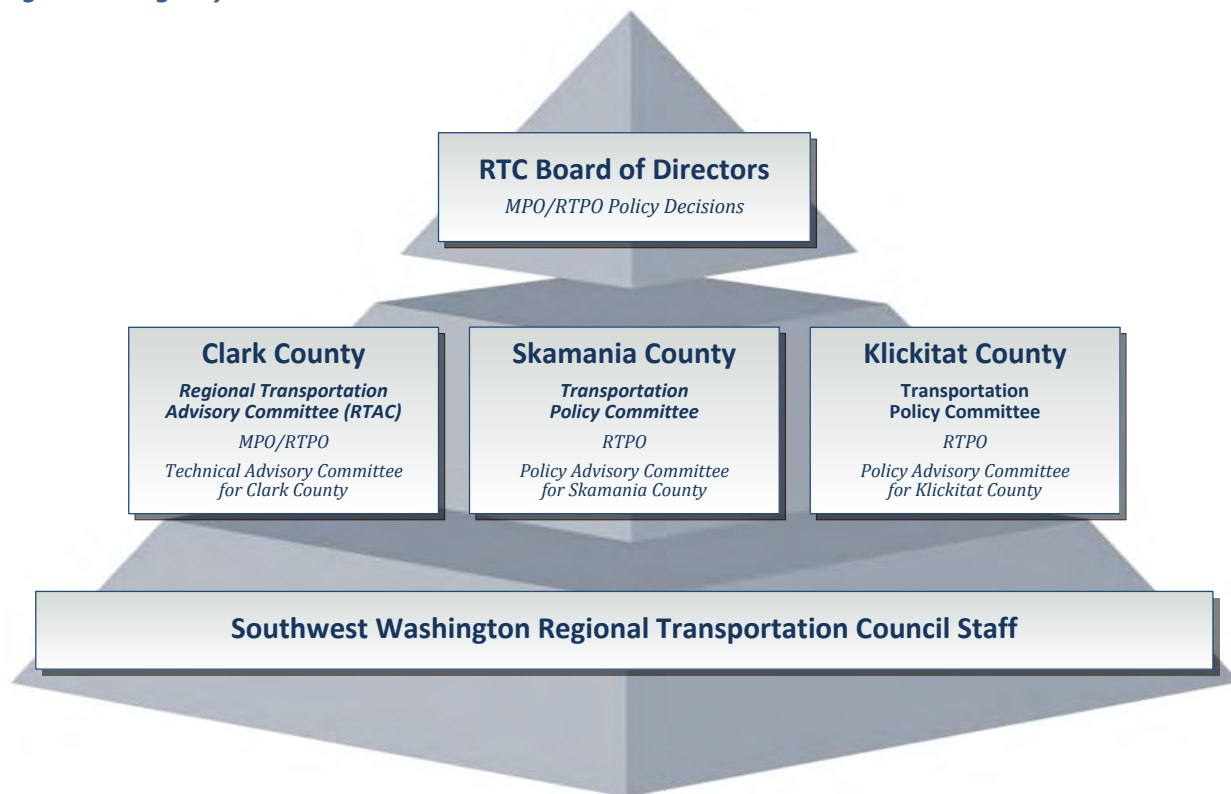 RTC Board of Directors
MPO/RTPO Policy Decisions
Clark County
Regional Transportation
Advisory Committee (RTAC)
MPO/RTPO
Technical Advisory Committee
for Clark County
Skamania County
Transportation
Policy Committee
RTPO
Policy Advisory Committee
for Skamania County
Klickitat County
Transportation
Policy Committee
RTPO
Policy Advisory Committee
for Klickitat County
Southwest Washington Regional Transportation Council Staff